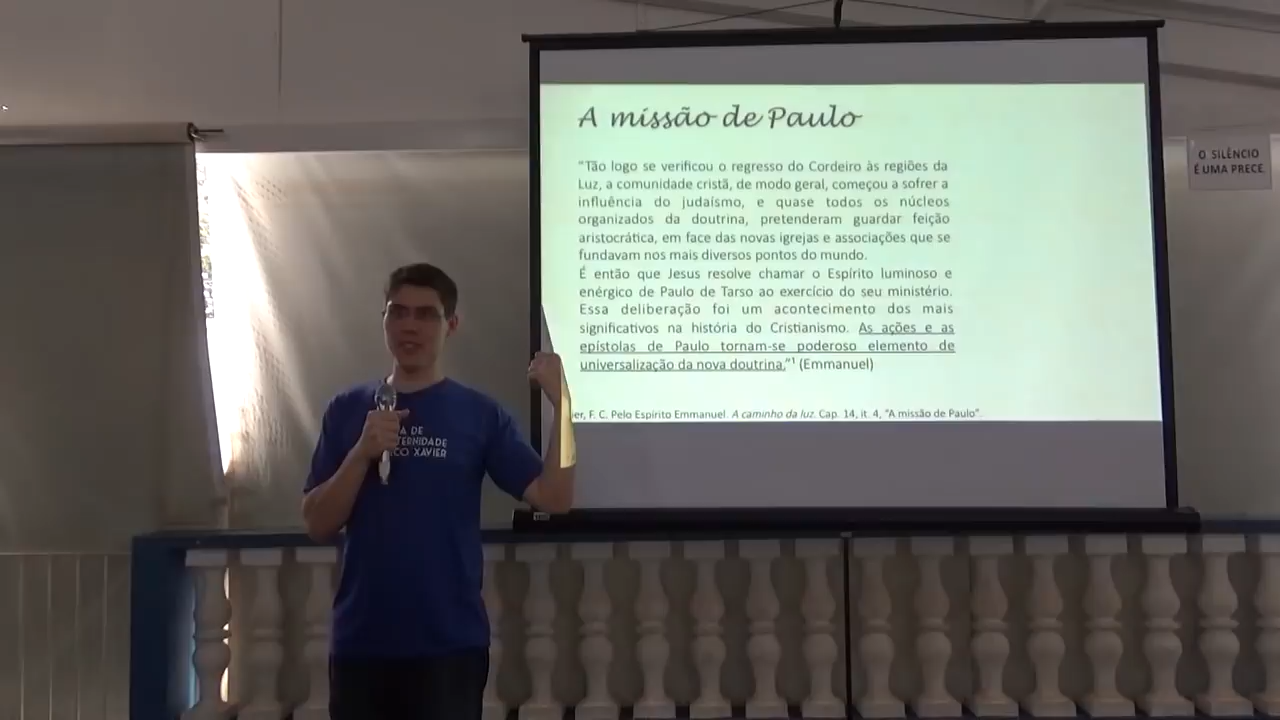 A missão de Paulo
"Tão logo se verificou o regresso do Cordeiro às regiões da
Luz, a comunidade cristã, de modo geral, começou a sofrer a
influência do judaísmo, e quase todos os núcleos
organizados da doutrina, pretenderam guardar feição
aristocrática, em face das novas igrejas e associações que se
fundavam nos mais diversos pontos do mundo.
É então que Jesus resolve chamar o Espírito luminoso e
enérgico de Paulo de Tarso ao exercício do seu ministério.
Essa deliberação foi um acontecimento dos mais
significativos na história do Cristianismo. As ações e as
epístolas de Paulo tornam-se poderoso elemento de
universalização da nova doutrina."¹ (Emmanuel)
ier, F. C. Pelo Espírito Emmanuel. A caminho da luz. Cap. 14, it. 4, "A missão de Paulo".
O SILÊNCIO
É UMA PRECE
A DE
TERNIDADE
CO XAVIER